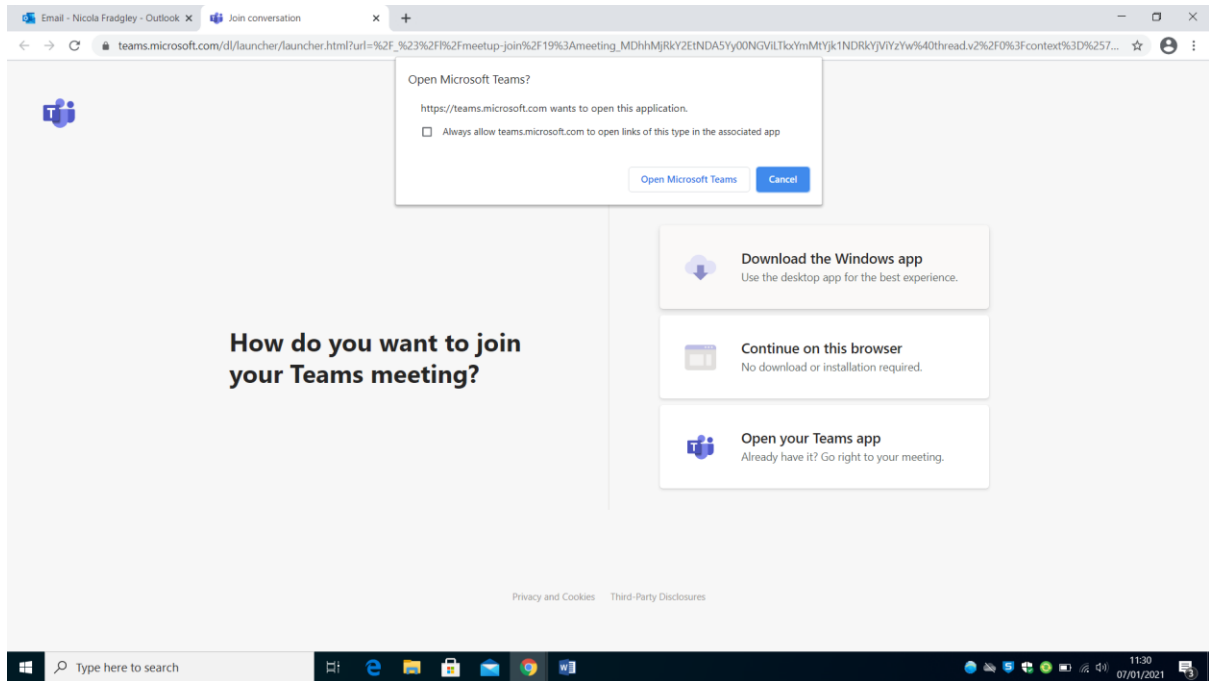 Email - Nicola Fradgley - Outlook
Join conversation
teams.microsoft.com/dl/launcher/launcher.html?url=%2F_%23%2Fl%2Fmeetup-join%2F19%3Ameeting_MDhhMjRkY2EtNDA5Yy00NGViLTkxYmMtYjk1NDRkYjViYzYw%40thread.v2%2F0%3Fcontext%3D%257...
Open Microsoft Teams?
https://teams.microsoft.com wants to open this application.
Always allow teams.microsoft.com to open links of this type in the associated app
Open Microsoft Teams Cancel
Download the Windows app
Use the desktop app for the best experience.
How do you want to join
your Teams meeting?
Continue on this browser
No download or installation required.
Open your Teams app
Already have it? Go right to your meeting.
Privacy and Cookies Third-Party Disclosures
Type here to search
11:30
07/01/2021